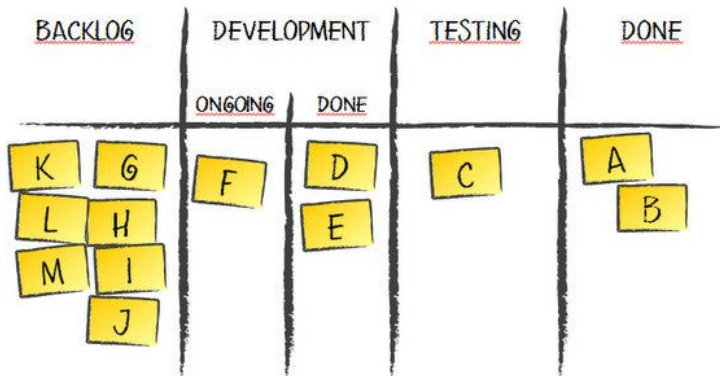 BACKLOG DEVELOPMENT TESTING DONE
ONGOING DONE
K G F D C A
L H E B
M I
J